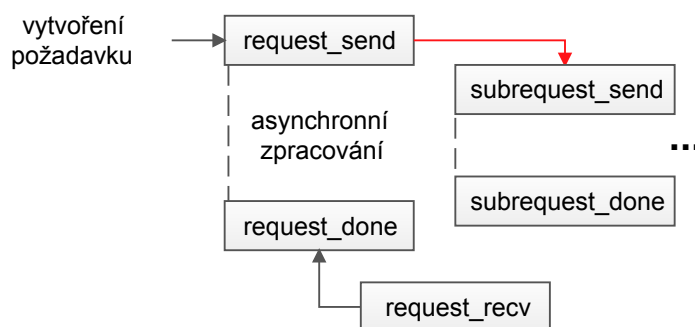 vytvoření
požadavku
request_send
subrequest_send
asynchronní
zpracování
...
subrequest_done
request_done
request_recv